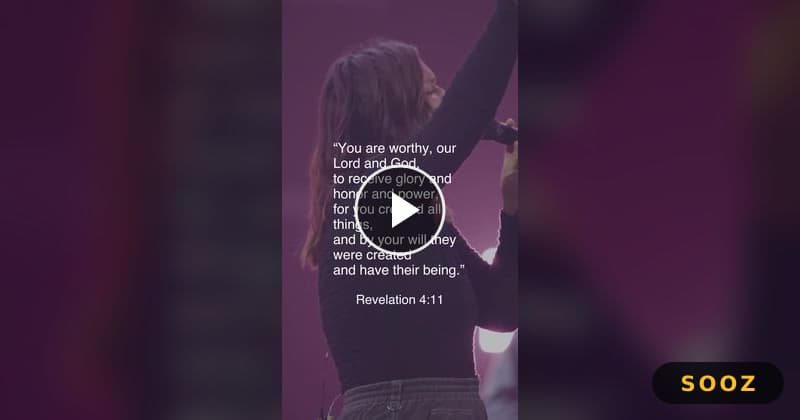 “You are worthy, our
Lord and God,
to receive glory and
honor and power,
for you created all
things,
and by your will they
were created
and have their being.”
Revelation 4:11
SOOZ